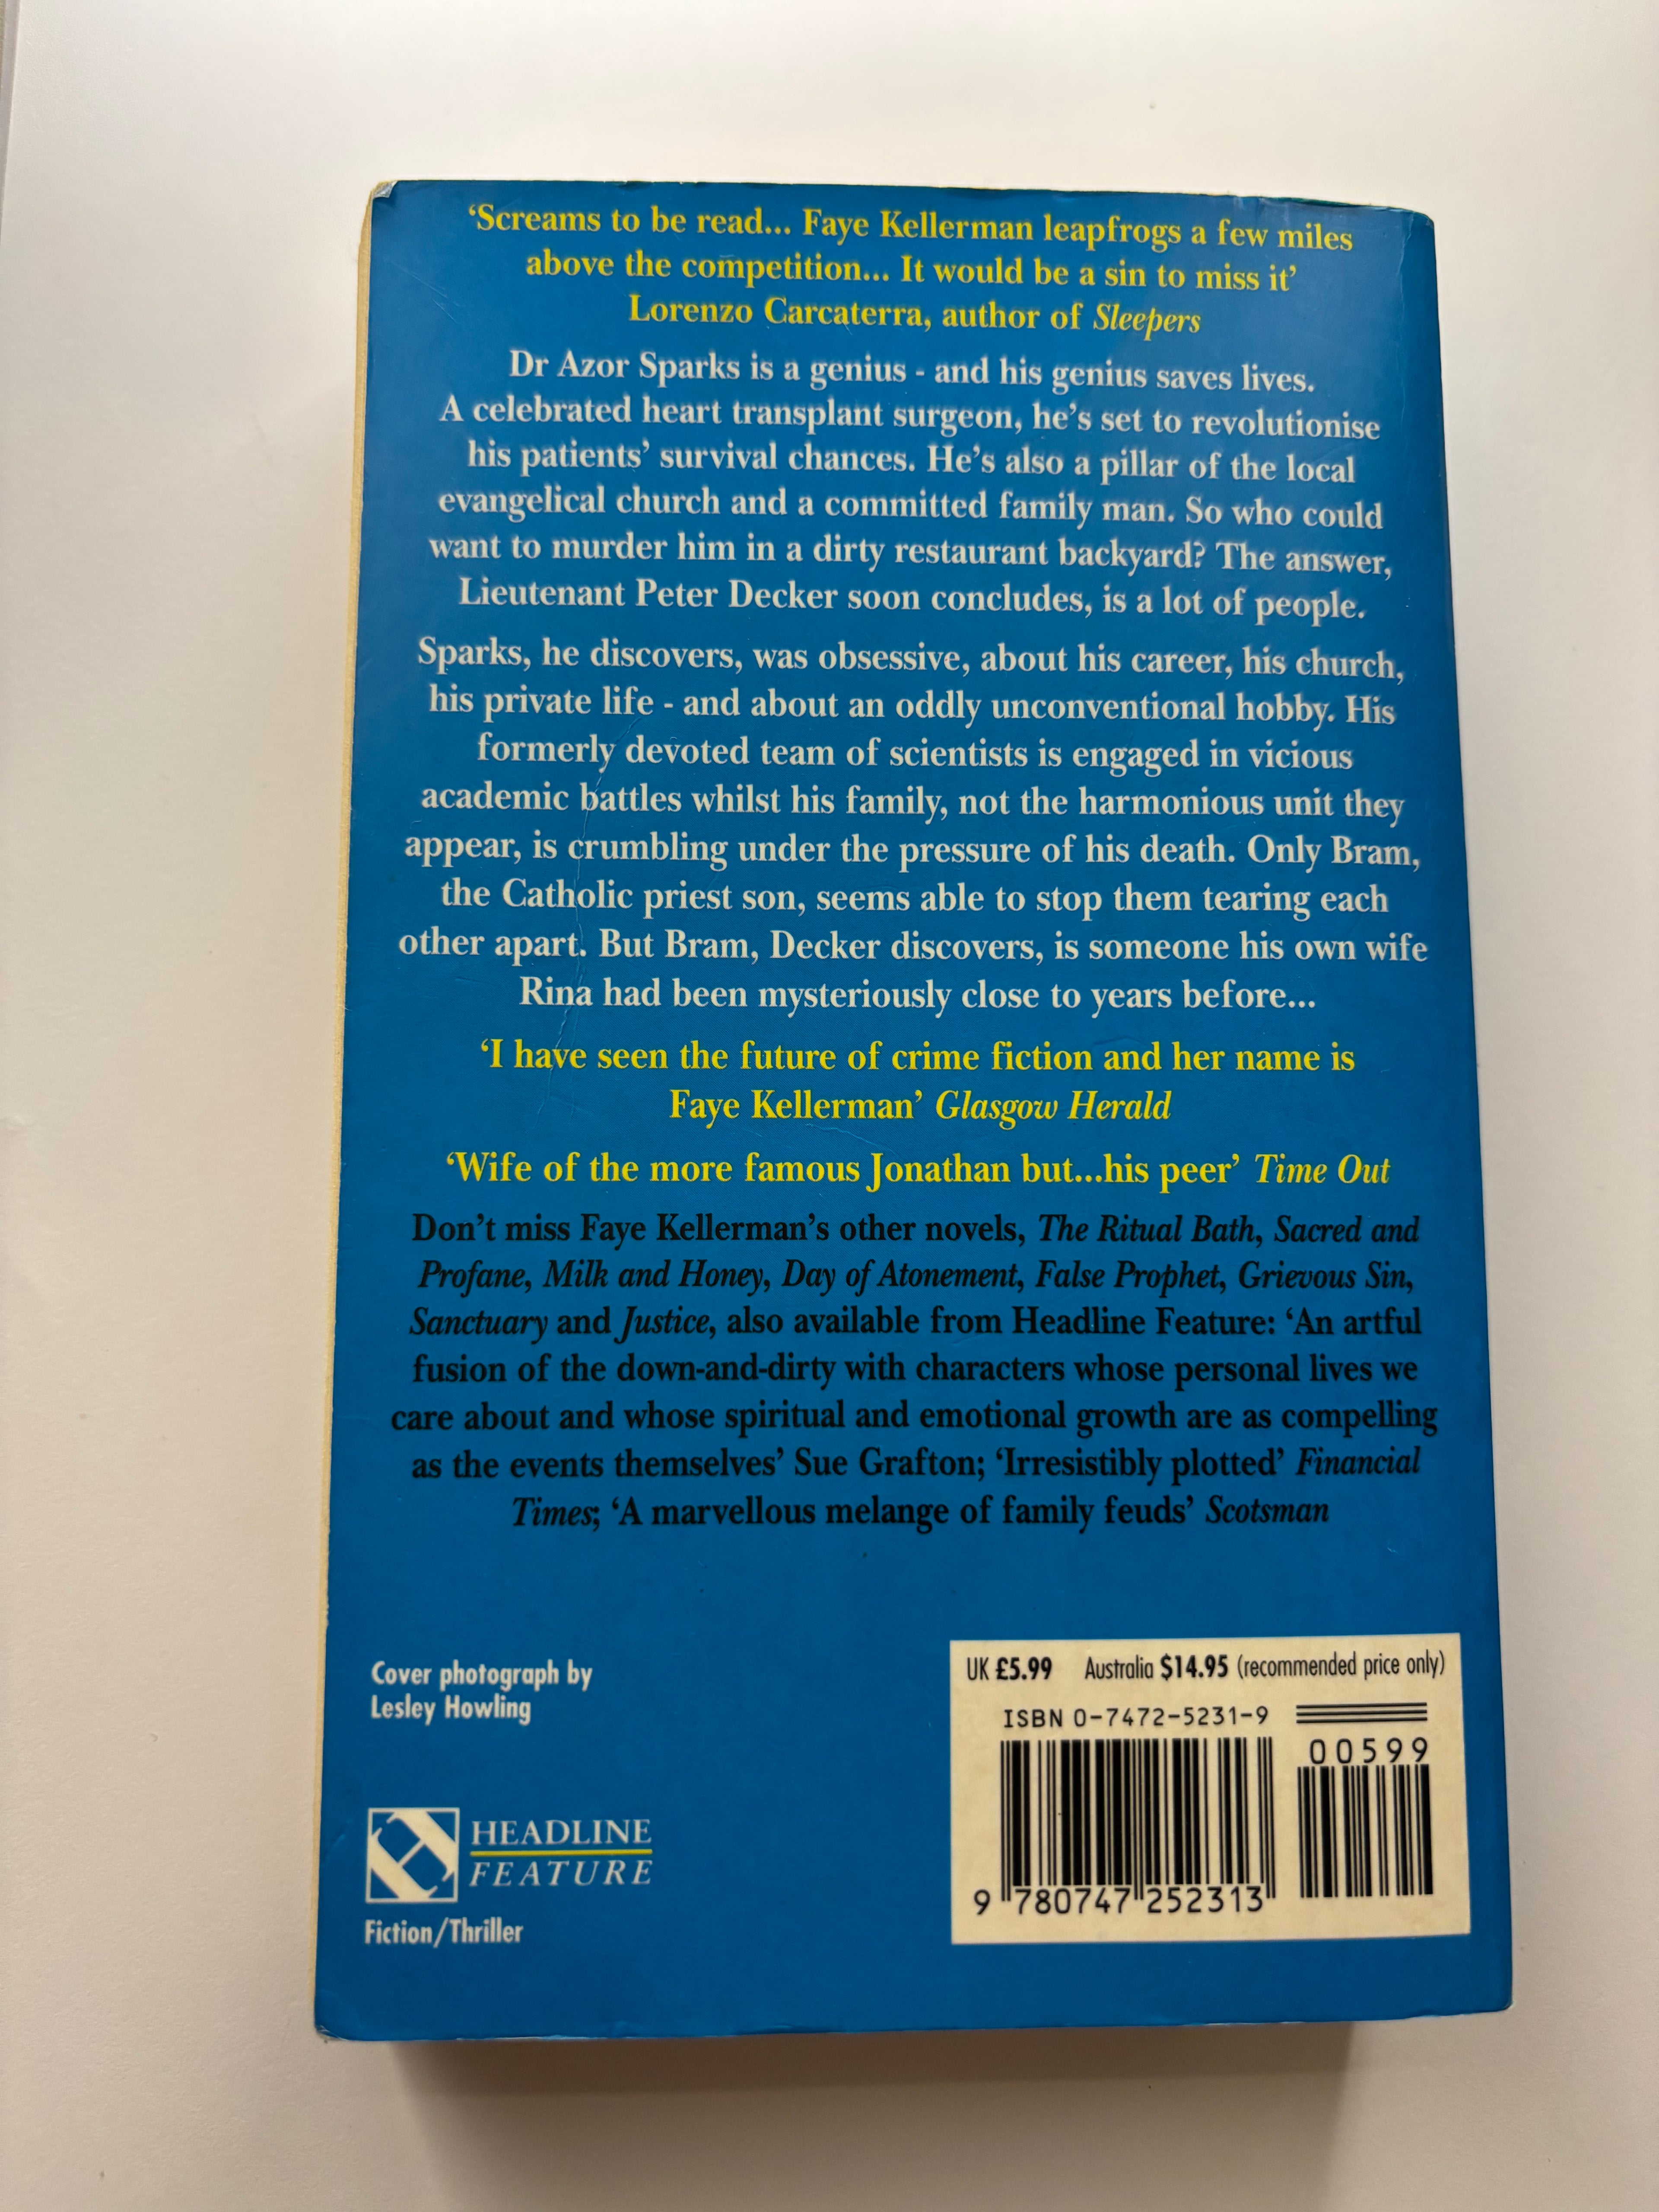 ‘Screams to be read... Faye Kellerman leapfrogs a few miles
above the competition... It would be a sin to miss it’
Lorenzo Carcaterra, author of Sleepers
Dr Azor Sparks is a genius - and his genius saves lives.
A celebrated heart transplant surgeon, he’s set to revolutionise
his patients’ survival chances. He’s also a pillar of the local
evangelical church and a committed family man. So who could
want to murder him in a dirty restaurant backyard? The answer,
Lieutenant Peter Decker soon concludes, is a lot of people.
Sparks, he discovers, was obsessive, about his career, his church,
his private life - and about an oddly unconventional hobby. His
formerly devoted team of scientists is engaged in vicious
academic battles whilst his family, not the harmonious unit they
appear, is crumbling under the pressure of his death. Only Bram,
the Catholic priest son, seems able to stop them tearing each
other apart. But Bram, Decker discovers, is someone his own wife
Rina had been mysteriously close to years before...
‘I have seen the future of crime fiction and her name is
Faye Kellerman’ Glasgow Herald
‘Wife of the more famous Jonathan but...his peer’ Time Out
Don’t miss Faye Kellerman’s other novels, The Ritual Bath, Sacred and
Profane, Milk and Honey, Day of Atonement, False Prophet, Grievous Sin,
Sanctuary and Justice, also available from Headline Feature: ‘An artful
fusion of the down-and-dirty with characters whose personal lives we
care about and whose spiritual and emotional growth are as compelling
as the events themselves’ Sue Grafton; ‘Irresistibly plotted’ Financial
Times; ‘A marvellous melange of family feuds’ Scotsman
Cover photograph by
Lesley Howling
HEADLINE
FEATURE
Fiction/Thriller
UK £5.99 Australia $14.95 (recommended price only)
ISBN 0-7472-5231-9
00599
9 780747 252313